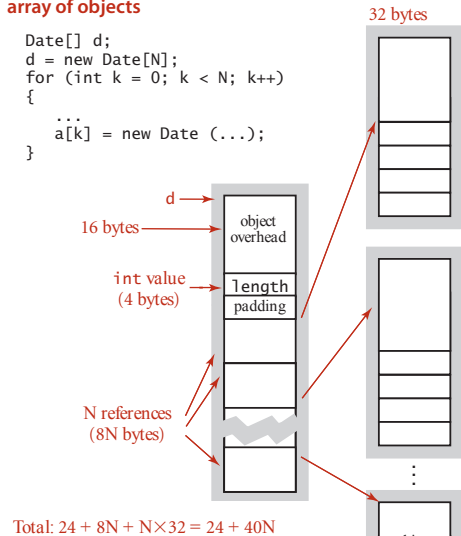 array of objects
32 bytes
Date[] d;
d = new Date[N];
for (int k = 0; k < N; k++)
{
...
a[k] = new Date (...);
}
d
16 bytes
object
overhead
int value
(4 bytes)
length
padding
N references
(8N bytes)
Total: 24 + 8N + N×32 = 24 + 40N